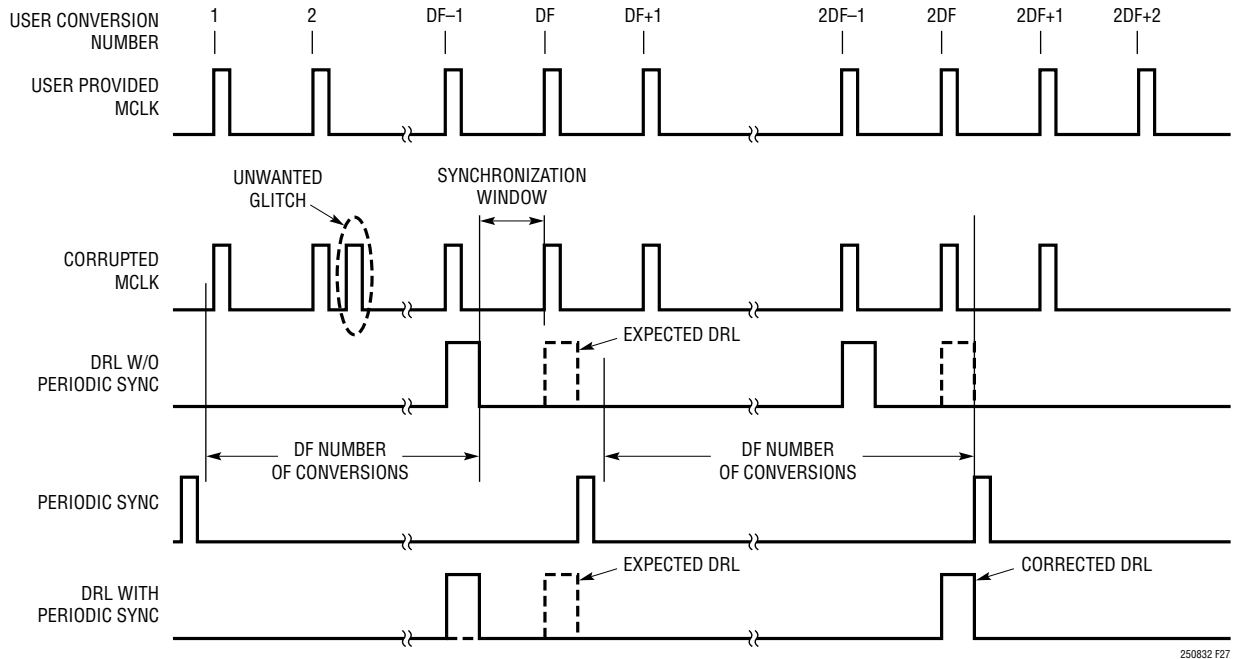 USER CONVERSION
NUMBER
1
2
DF–1
DF
DF+1
2DF–1
2DF
2DF+1
2DF+2
USER PROVIDED
MCLK
UNWANTED
GLITCH
SYNCHRONIZATION
WINDOW
CORRUPTED
MCLK
EXPECTED DRL
DRL W/O
PERIODIC SYNC
DF NUMBER
OF CONVERSIONS
DF NUMBER
OF CONVERSIONS
PERIODIC SYNC
EXPECTED DRL
CORRECTED DRL
DRL WITH
PERIODIC SYNC
250832 F27